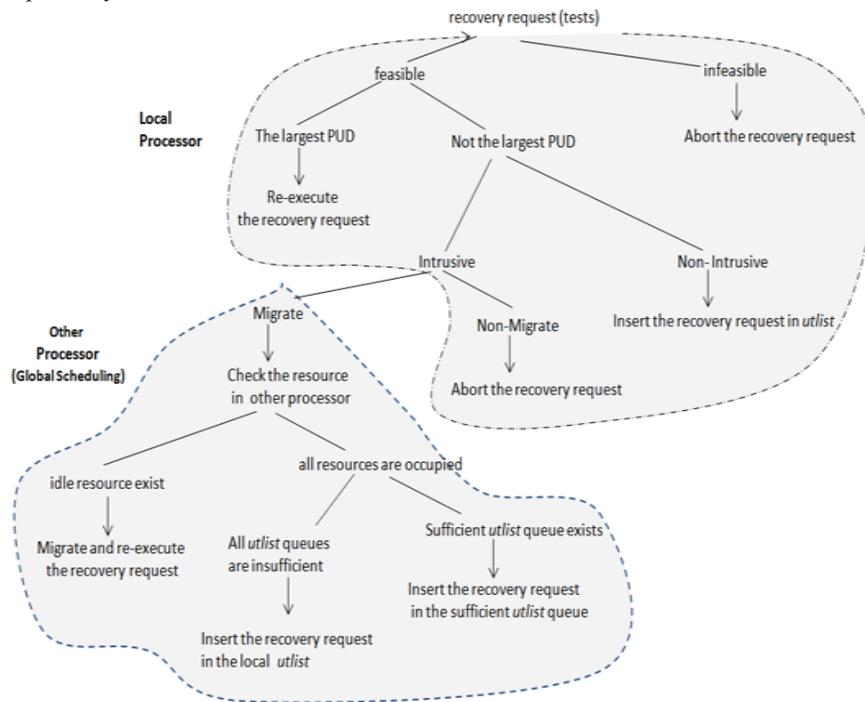 recovery request (tests)
feasible
infeasible
Local
Processor
The largest PUD
Not the largest PUD
Abort the recovery request
Re-execute
the recovery request
Intrusive
Non- Intrusive
Migrate
Non-Migrate
Insert the recovery request in utlist
Other
Processor
(Global Scheduling)
Check the resource
in other processor
Abort the recovery request
idle resource exist
all resources are occupied
Migrate and re-execute
the recovery request
All utlist queues
are insufficient
Sufficient utlist queue exists
Insert the recovery request
in the sufficient utlist queue
Insert the recovery request
in the local utlist